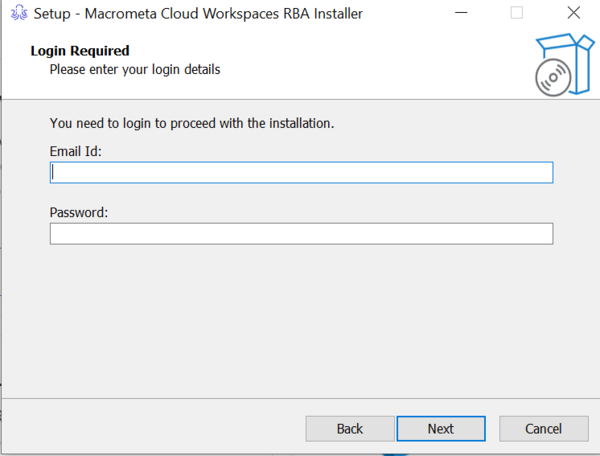 Setup - Macrometa Cloud Workspaces RBA Installer
Login Required
Please enter your login details
You need to login to proceed with the installation.
Email Id:
Password:
Back Next Cancel